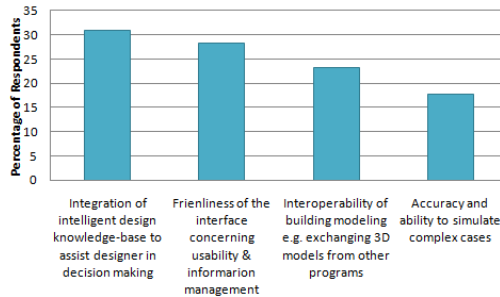 Percentage of Respondents
35
30
25
20
15
10
5
0
Integration of
intelligent design
knowledge-base to
assist designer in
decision making
Frienliness of the
interface
concerning
usability &
informarion
management
Interoperability of
building modeling
e.g. exchanging 3D
models from other
programs
Accuracy and
ability to simulate
complex cases